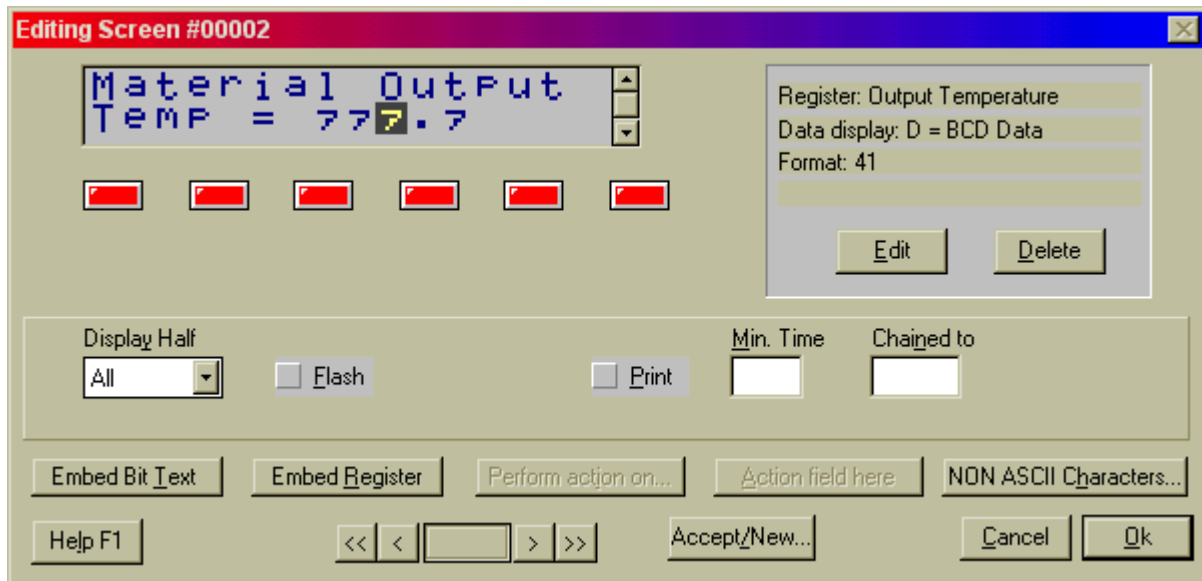 Editing Screen #00002
Material Output
Temp = 777.7
Register: Output Temperature
Data display: D = BCD Data
Format: 41
Edit
Delete
Display Half
Min. Time
Chained to
All
Flash
Print
Embed Bit Text
Embed Register
Perform action on...
Action field here
NON ASCII Characters...
Help F1
<<
<
>
>>
Accept/New...
Cancel
Ok